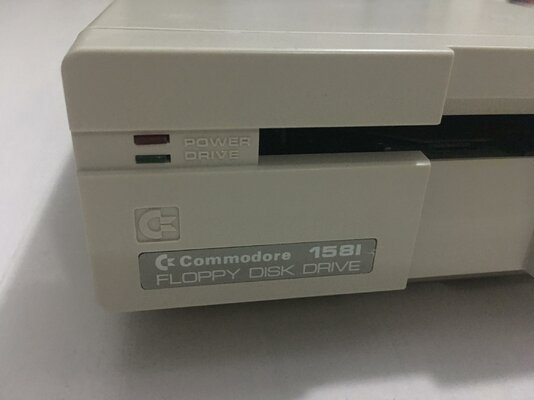 POWER
DRIVE
Commodore 1581
FLOPPY DISK DRIVE